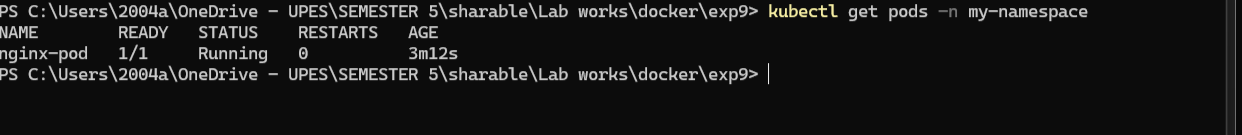 PS C:\Users\2004a\OneDrive - UPES\SEMESTER 5\sharable\Lab works\docker\exp9> kubectl get pods -n my-namespace
NAME        READY   STATUS    RESTARTS   AGE
nginx-pod   1/1     Running   0          3m12s
PS C:\Users\2004a\OneDrive - UPES\SEMESTER 5\sharable\Lab works\docker\exp9>